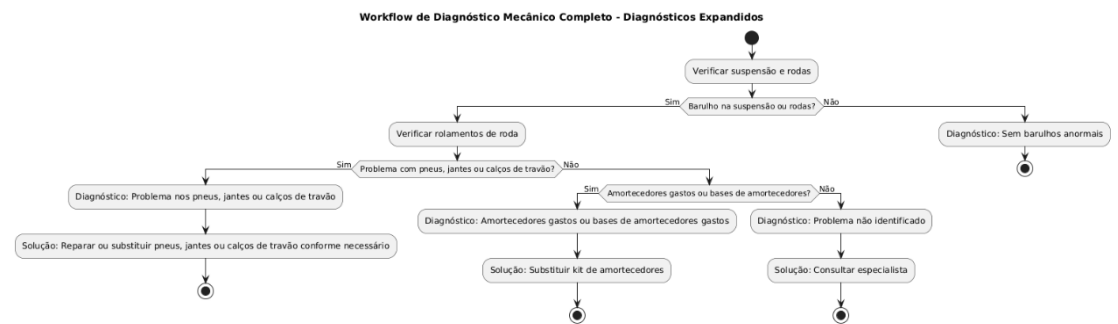 Workflow de Diagnóstico Mecânico Completo - Diagnósticos Expandidos
Verificar suspensão e rodas
Sim
Barulho na suspensão ou rodas?
Não
Verificar rolamentos de roda
Diagnóstico: Sem barulhos anormais
Sim
Problema com pneus, jantes ou calços de travão?
Não
Diagnóstico: Problema nos pneus, jantes ou calços de travão
Sim
Amortecedores gastos ou bases de amortecedores?
Não
Solução: Reparar ou substituir pneus, jantes ou calços de travão conforme necessário
Diagnóstico: Amortecedores gastos ou bases de amortecedores gastos
Diagnóstico: Problema não identificado
Solução: Substituir kit de amortecedores
Solução: Consultar especialista